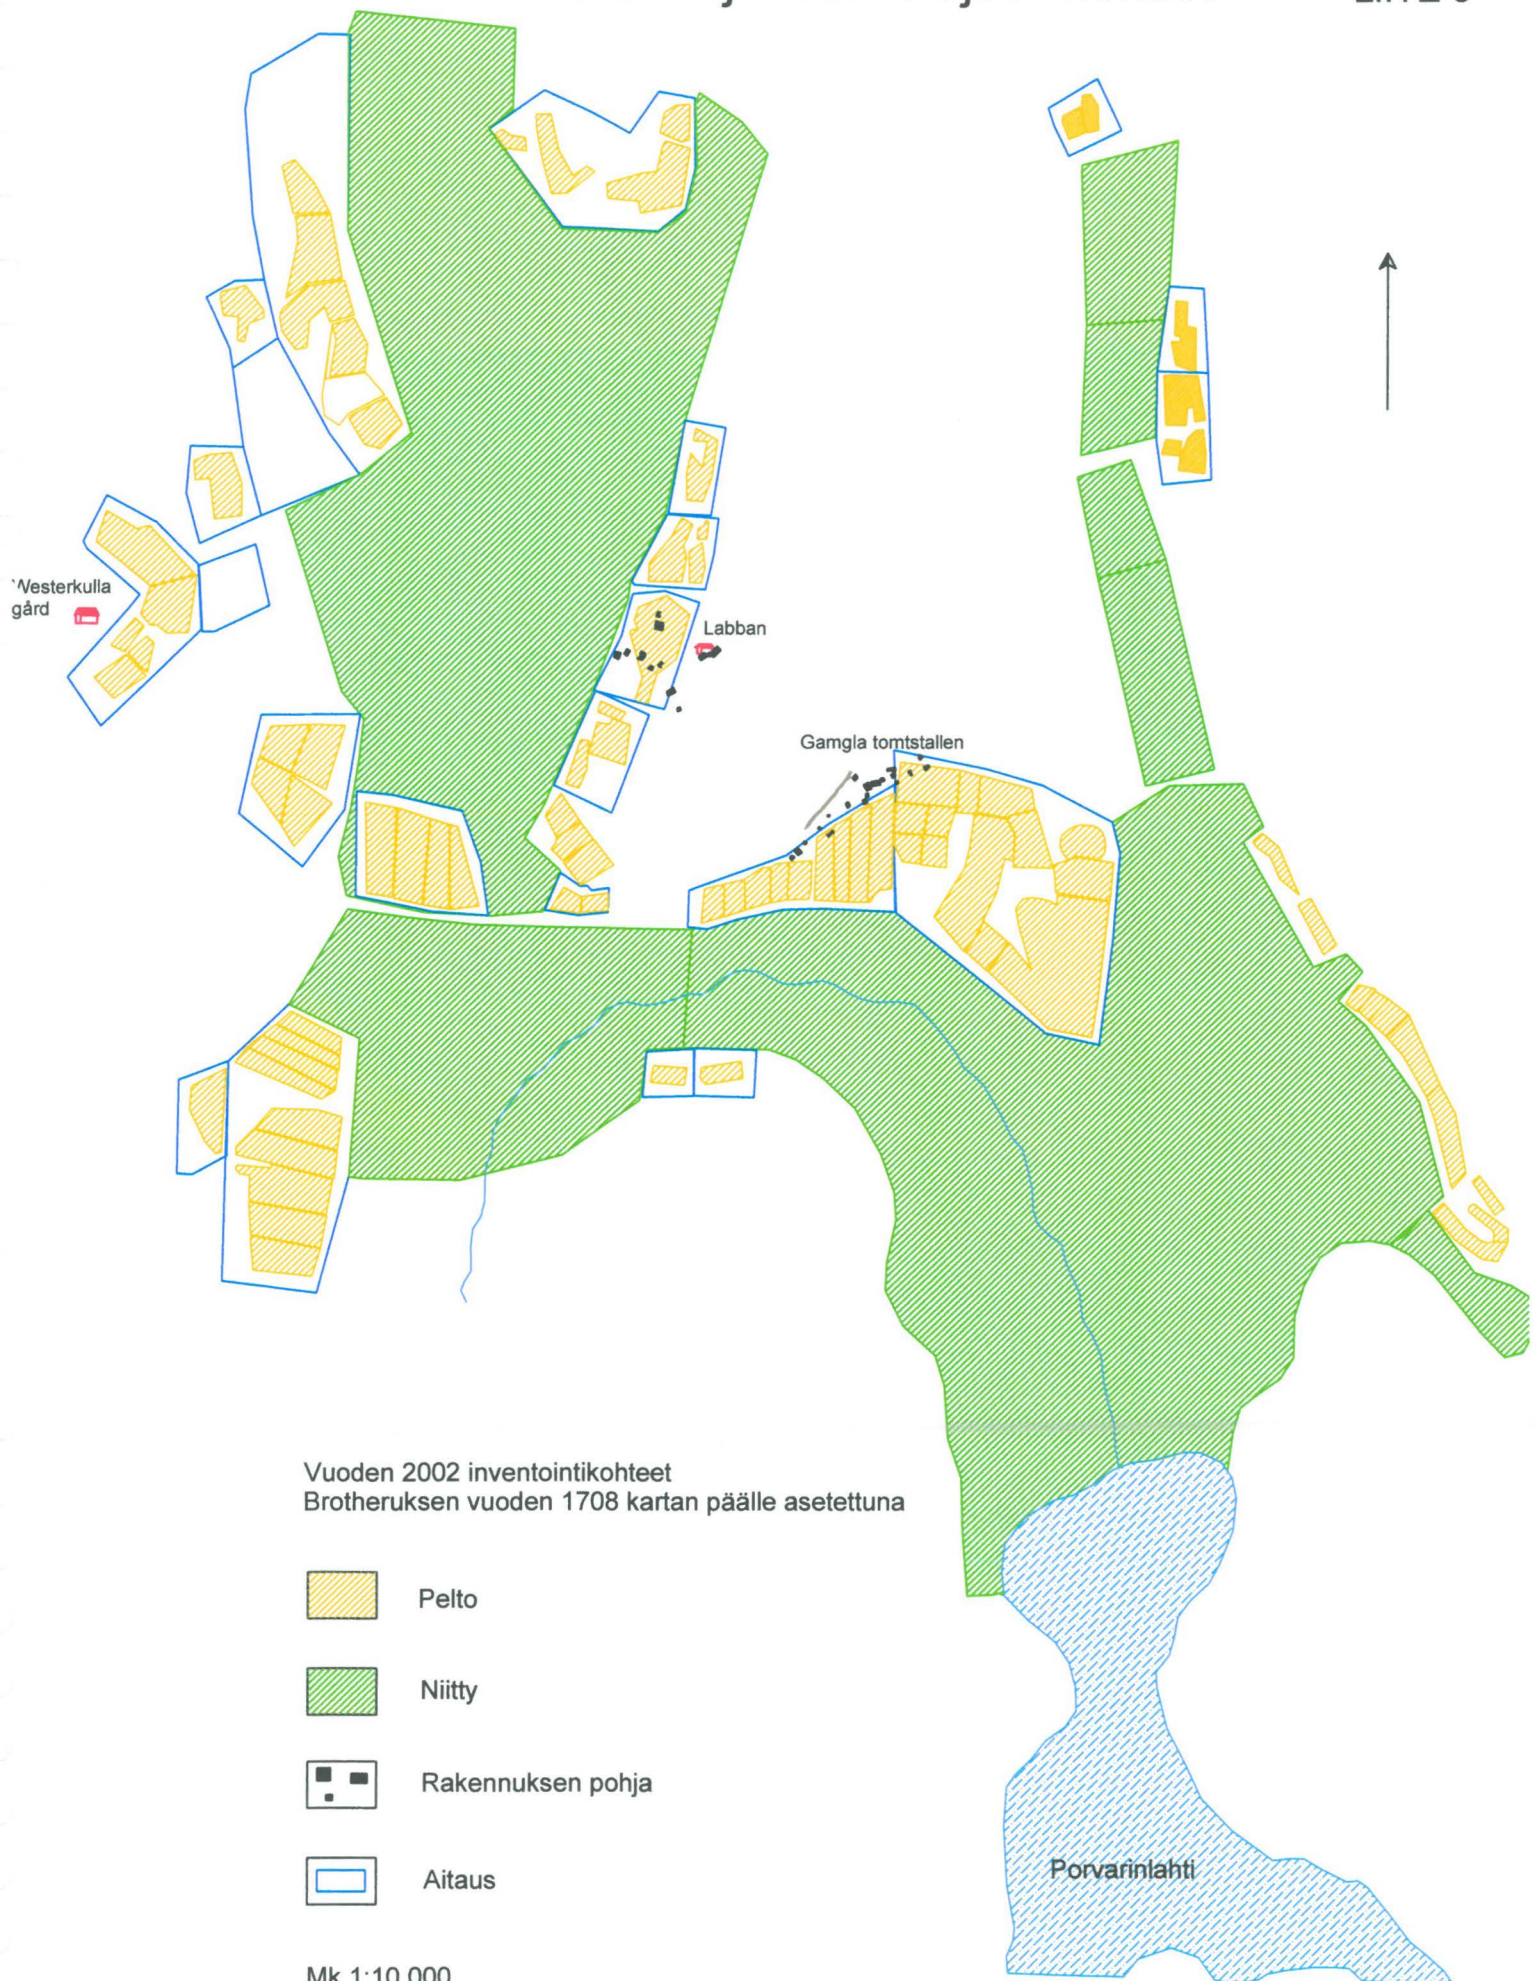 Westerkulla
gård
Labban
Gamgla tomtstallen
Vuoden 2002 inventointikohteet
Brotheruksen vuoden 1708 kartan päälle asetettuna
Pelto
Niitty
Rakennuksen pohja
Aitaus
Porvarinlahti
Mk 1:10 000